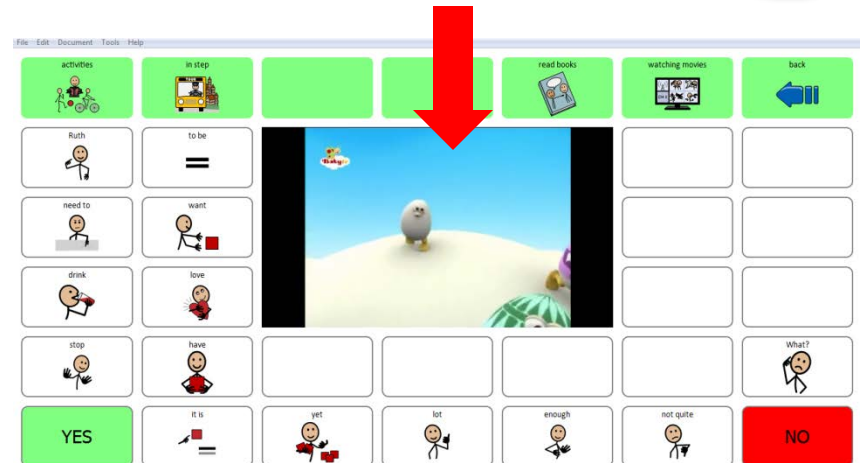 File Edit Document Tools Help
activities in step read books watching movies back
Ruth to be
need to want
drink love
stop have What?
YES it is yet lot enough not quite NO